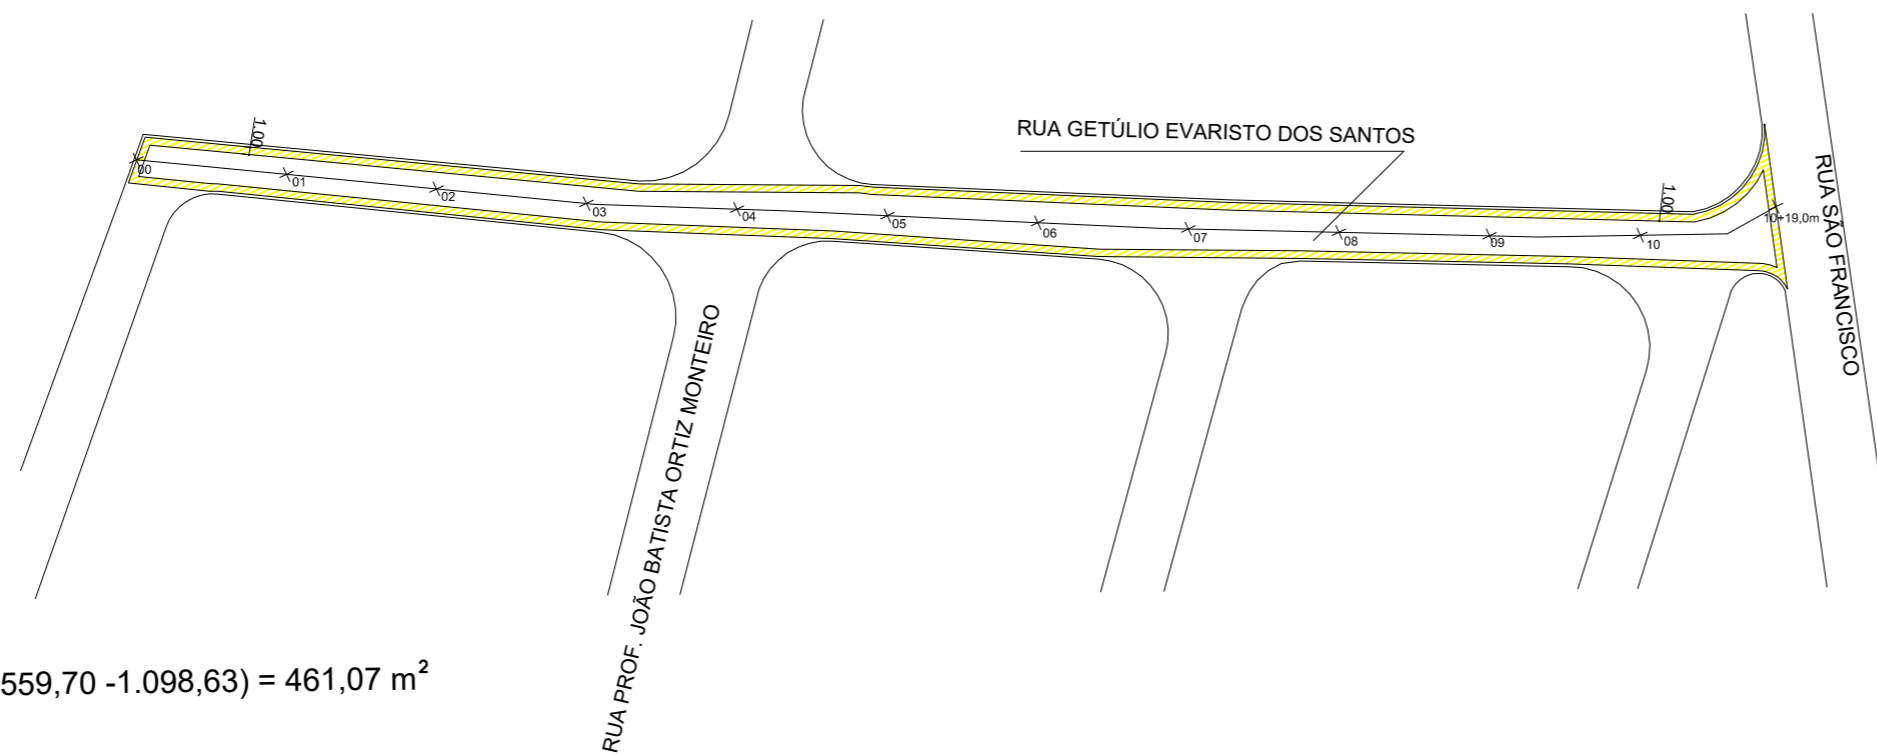 RUA GETÚLIO EVARISTO DOS SANTOS
1.00
1.00
00
01
02
03
04
05
06
07
08
09
10
10+19,0m
RUA SÃO FRANCISCO
RUA PROF. JOÃO BATISTA ORTIZ MONTEIRO
559,70 -1.098,63) = 461,07 m²